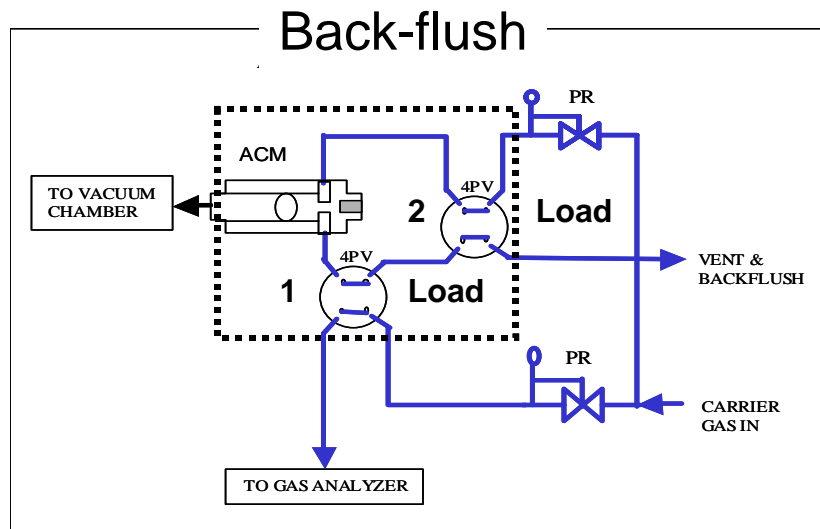 Back-flush
PR
ACM
TO VACUUM
CHAMBER
4PV
2
Load
4PV
VENT &
BACKFLUSH
1
Load
PR
CARRIER
GAS IN
TO GAS ANALYZER